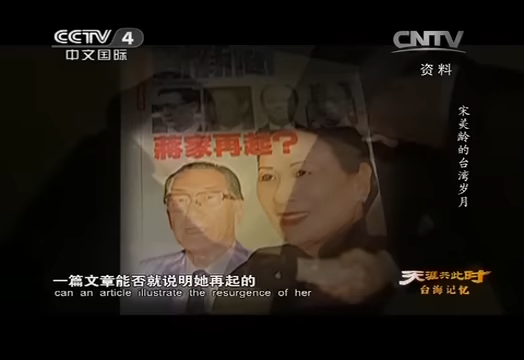 CCTV 4
中文国际
CNTV
资料
蒋家再起?
宋美龄的台湾岁月
一篇文章能否就说明她再起的
can an article illustrate the resurgence of her
天涯共此时
台海记忆